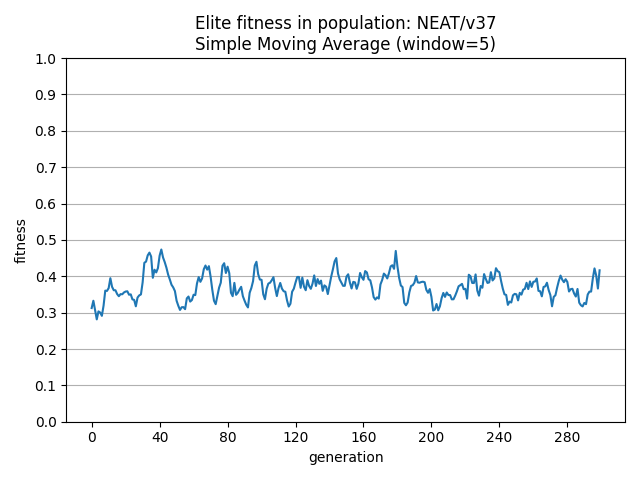 Elite fitness in population: NEAT/v37
Simple Moving Average (window=5)
1.0
0.9
0.8
0.7
0.6
0.5
0.4
0.3
0.2
0.1
0.0
fitness
0 40 80 120 160 200 240 280
generation